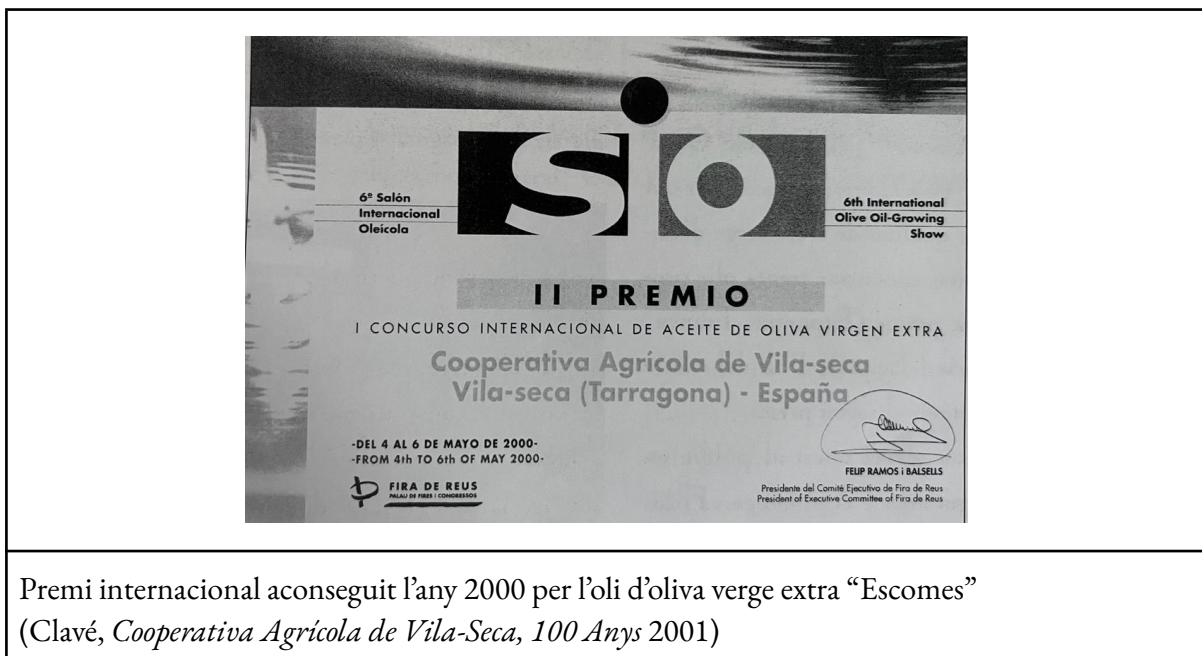 sio
6º Salón
Internacional
Oleícola
6th International
Olive Oil-Growing
Show
II PREMIO
I CONCURSO INTERNACIONAL DE ACEITE DE OLIVA VIRGEN EXTRA
Cooperativa Agrícola de Vila-seca
Vila-seca (Tarragona) - España
-DEL 4 AL 6 DE MAYO DE 2000-
-FROM 4th TO 6th OF MAY 2000-
FIRA DE REUS
PALAU DE FIRES I CONGRESSOS
FELIP RAMOS i BALSELLS
Presidente del Comité Ejecutivo de Fira de Reus
President of Executive Committee of Fira de Reus
Premi internacional aconseguit l’any 2000 per l’oli d’oliva verge extra “Escomes”
(Clavé, Cooperativa Agrícola de Vila-Seca, 100 Anys 2001)